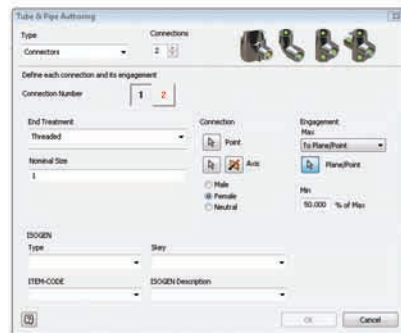 Tube & Pipe Authoring
Type
Connections
Connectors
2
Define each connection and its engagement
Connection Number
1 2
End Treatment
Connection
Engagement
Max
Threaded
Point
To Plane/Point
Nominal Size
Axis
Plane/Point
1
Male
Female
Neutral
Min
50.000 % of Max
ISOGEN
Type
Skey
ITEM-CODE
ISOGEN Description
?
OK
Cancel